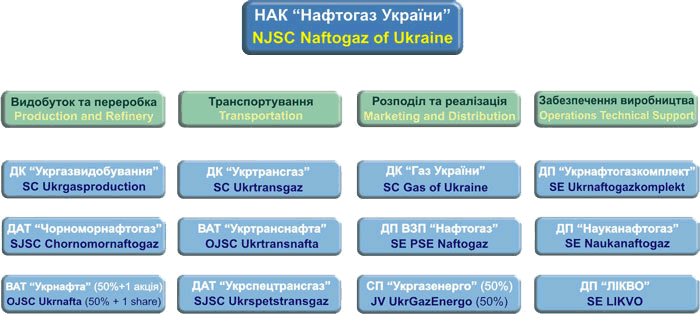 НАК “Нафтогаз України”
NJSC Naftogaz of Ukraine
Видобуток та переробка
Production and Refinery
Транспортування
Transportation
Розподіл та реалізація
Marketing and Distribution
Забезпечення виробництва
Operations Technical Support
ДК “Укргазвидобування”
SC Ukrgasproduction
ДК “Укртрансгаз”
SC Ukrtransgaz
ДК “Газ України”
SC Gas of Ukraine
ДП “Укрнафтогазкомплект”
SE Ukrnaftogazkomplekt
ДАТ “Чорноморнафтогаз”
SJSC Chornomornaftogaz
ВАТ “Укртранснафта”
OJSC Ukrtransnafta
ДП ВЗП “Нафтогаз”
SE PSE Naftogaz
ДП “Науканафтогаз”
SE Naukanaftogaz
ВАТ “Укрнафта” (50%+1 акція)
OJSC Ukrnafta (50% + 1 share)
ДАТ “Укрспецтрансгаз”
SJSC Ukrspetstransgaz
СП “Укргазенерго” (50%)
JV UkrGazEnergo (50%)
ДП “ЛІКВО”
SE LIKVO